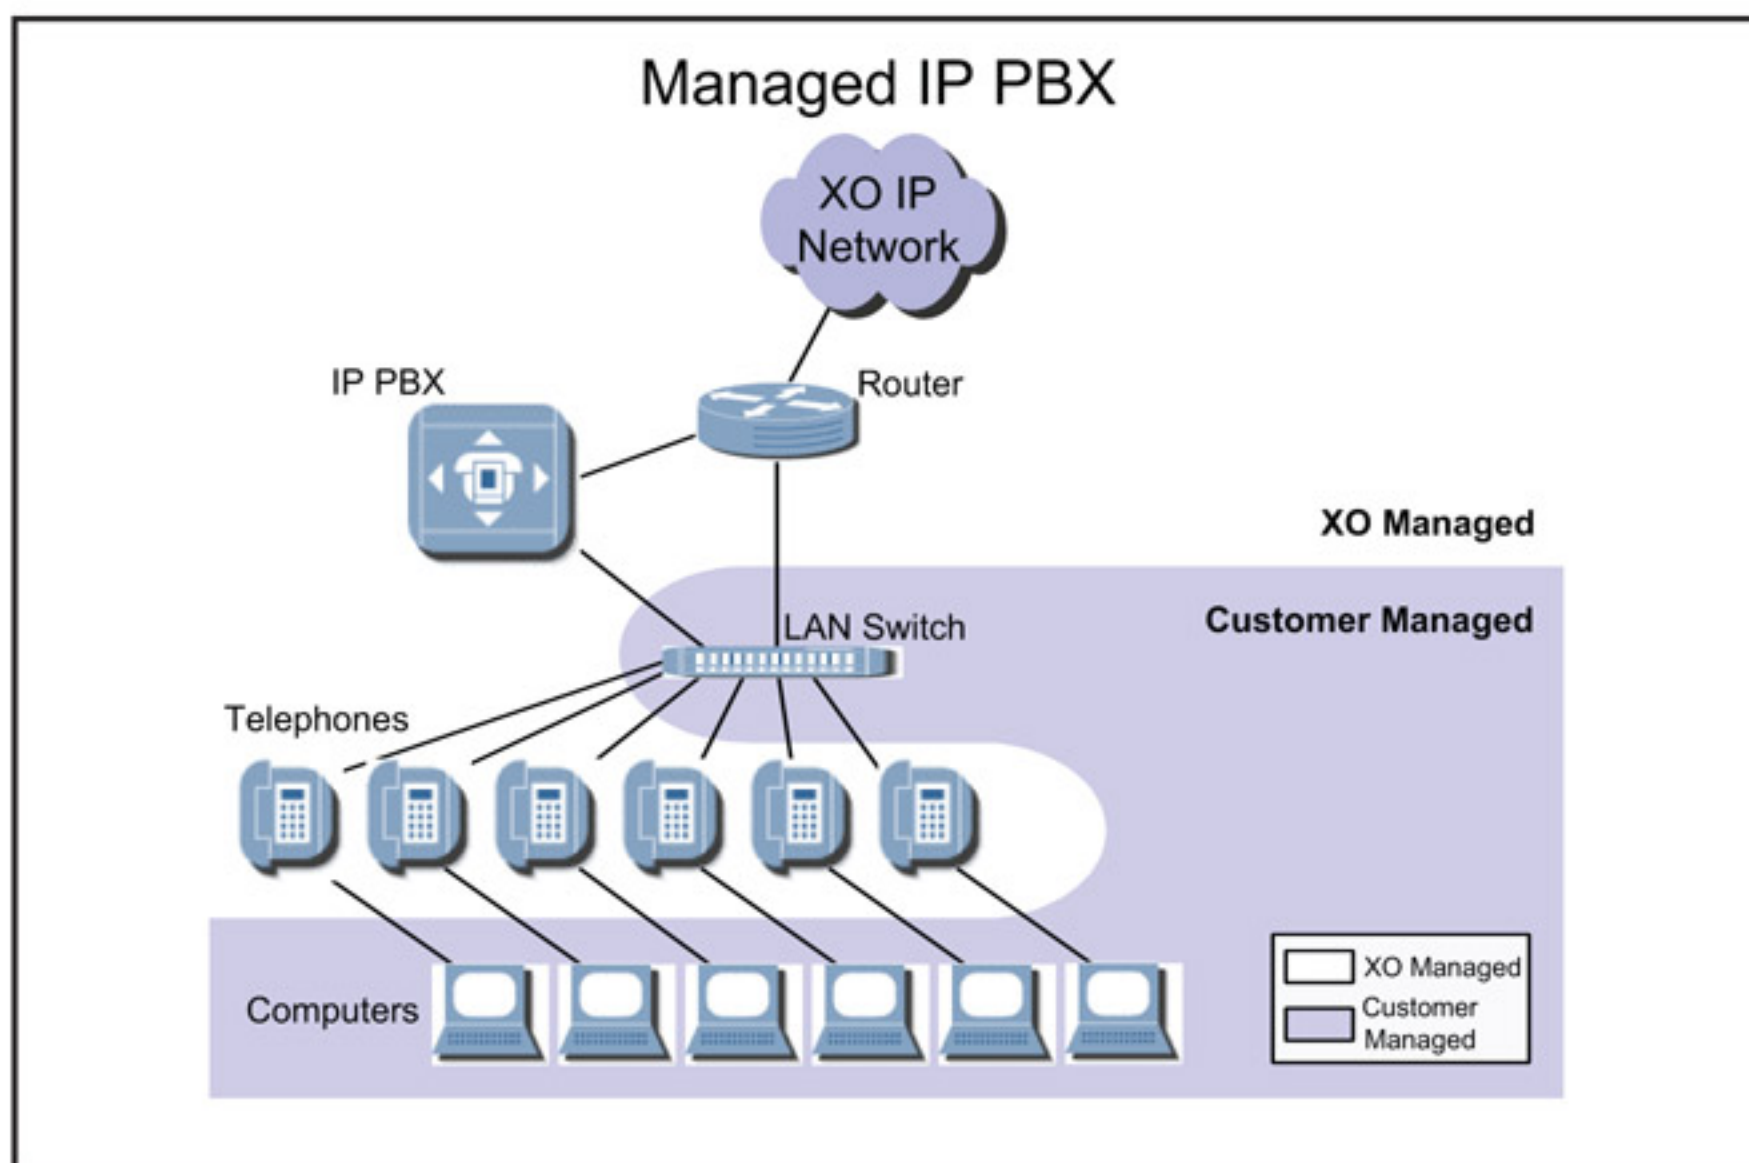 Managed IP PBX
XO IP
Network
IP PBX
Router
XO Managed
Customer Managed
LAN Switch
Telephones
Computers
XO Managed
Customer
Managed